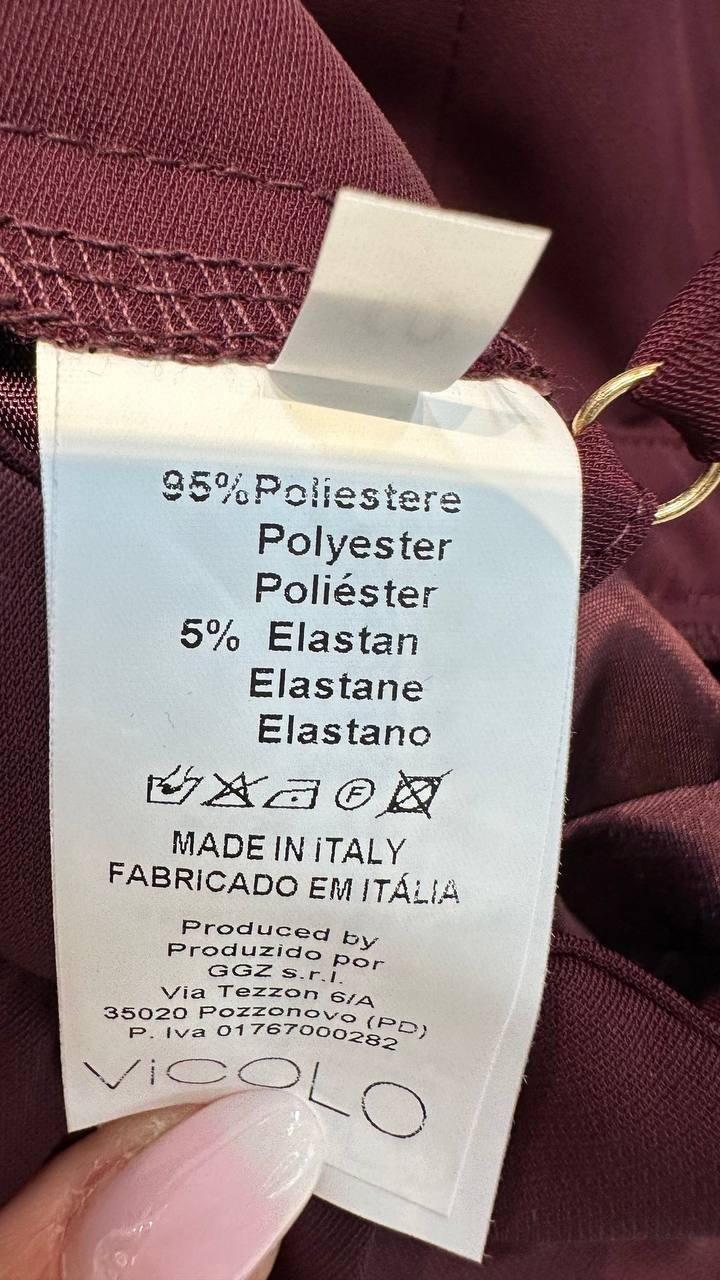 95%Poliestere
Polyester
Poliéster
5% Elastan
Elastane
Elastano
F
MADE IN iTALY
FABRICADO EM ITÁLIA
Produced by
Produzido por
GGZ s.r.l.
Via Tezzon 6/A
35020 Pozzonovo (PD)
P. Iva 01767000282
ViCOLO